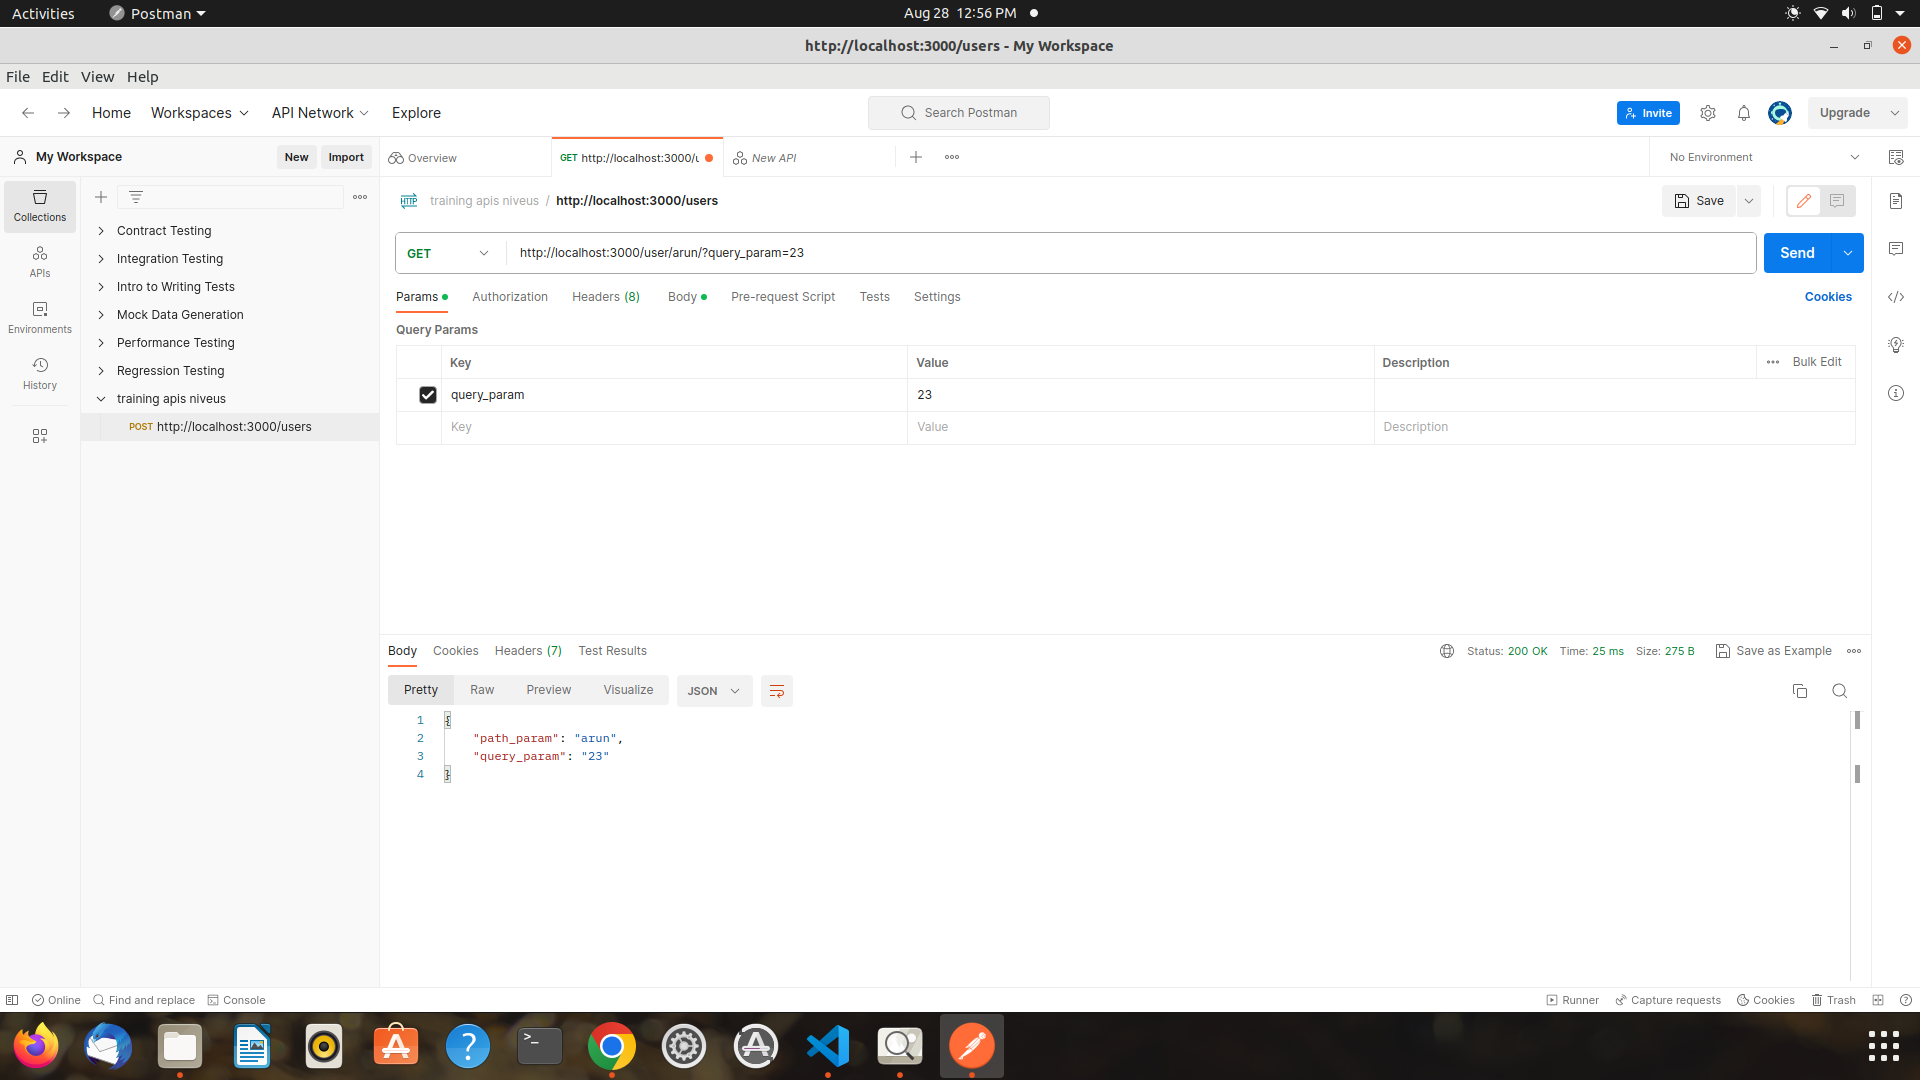 Activities Postman Aug 28 12:56 PM
http://localhost:3000/users - My Workspace
File Edit View Help
Home Workspaces API Network Explore Search Postman Invite Upgrade
My Workspace New Import Overview GET http://localhost:3000/u New API No Environment
Collections
APIs
Environments
History
Contract Testing
Integration Testing
Intro to Writing Tests
Mock Data Generation
Performance Testing
Regression Testing
training apis niveus
POST http://localhost:3000/users
HTTP training apis niveus / http://localhost:3000/users Save
GET http://localhost:3000/user/arun/?query_param=23 Send
Params Authorization Headers (8) Body Pre-request Script Tests Settings Cookies
Query Params
Key Value Description Bulk Edit
query_param 23
Key Value Description
Body Cookies Headers (7) Test Results Status: 200 OK Time: 25 ms Size: 275 B Save as Example
Pretty Raw Preview Visualize JSON
1 {
2 "path_param": "arun",
3 "query_param": "23"
4 }
Online Find and replace Console Runner Capture requests Cookies Trash